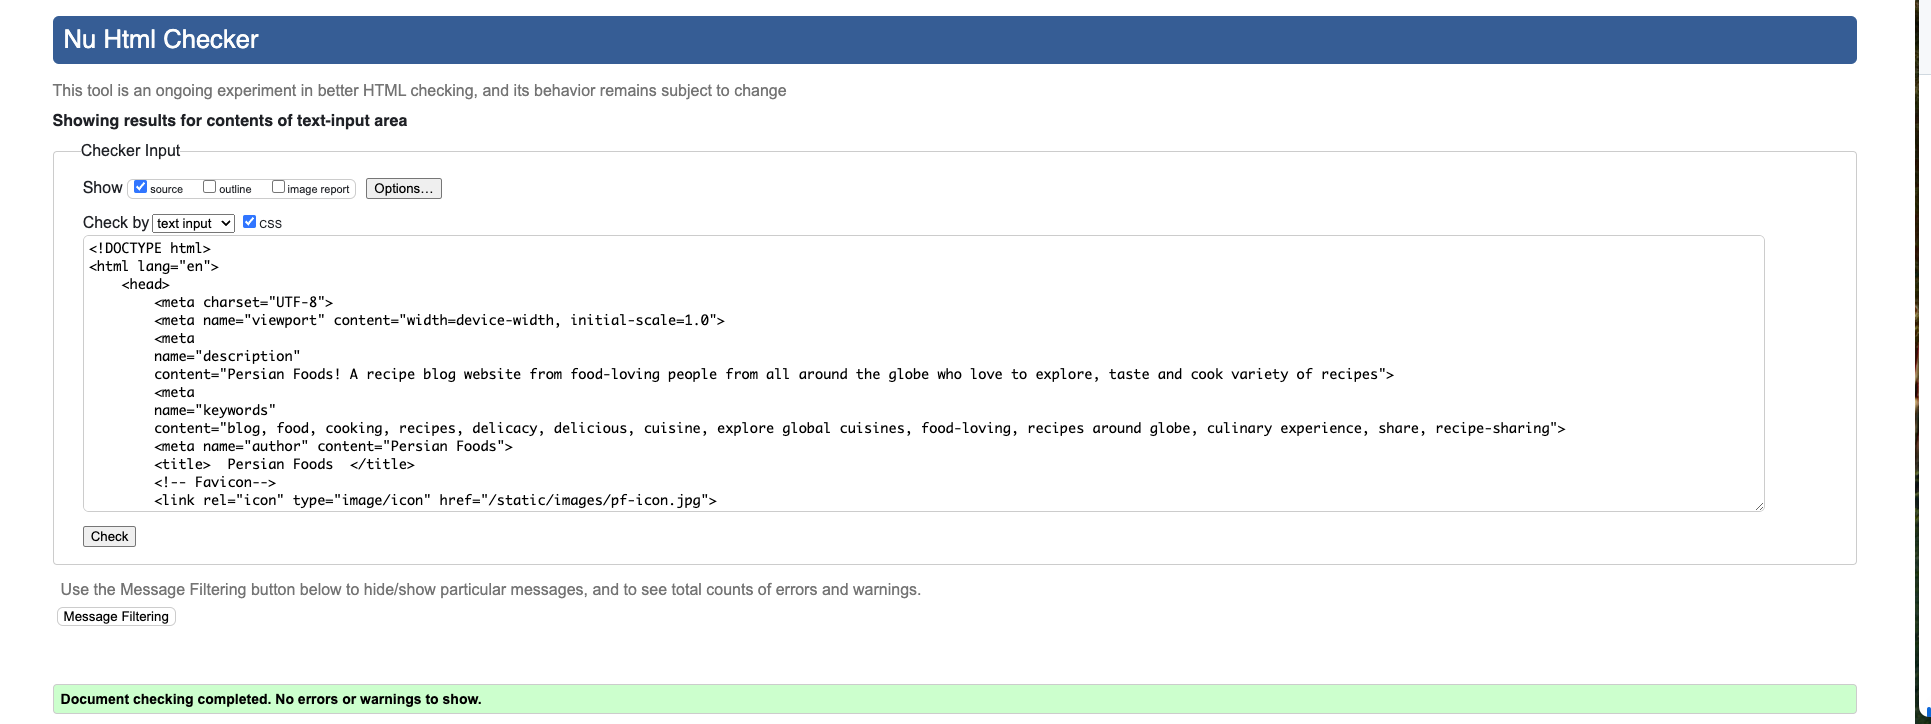 Nu Html Checker
This tool is an ongoing experiment in better HTML checking, and its behavior remains subject to change
Showing results for contents of text-input area
Checker Input
Show source outline image report Options...
Check by text input CSS
<!DOCTYPE html>
<html lang="en">
<head>
<meta charset="UTF-8">
<meta name="viewport" content="width=device-width, initial-scale=1.0">
<meta
name="description"
content="Persian Foods! A recipe blog website from food-loving people from all around the globe who love to explore, taste and cook variety of recipes">
<meta
name="keywords"
content="blog, food, cooking, recipes, delicacy, delicious, cuisine, explore global cuisines, food-loving, recipes around globe, culinary experience, share, recipe-sharing">
<meta name="author" content="Persian Foods">
<title>  Persian Foods  </title>
<!-- Favicon-->
<link rel="icon" type="image/icon" href="/static/images/pf-icon.jpg">
Check
Use the Message Filtering button below to hide/show particular messages, and to see total counts of errors and warnings.
Message Filtering
Document checking completed. No errors or warnings to show.